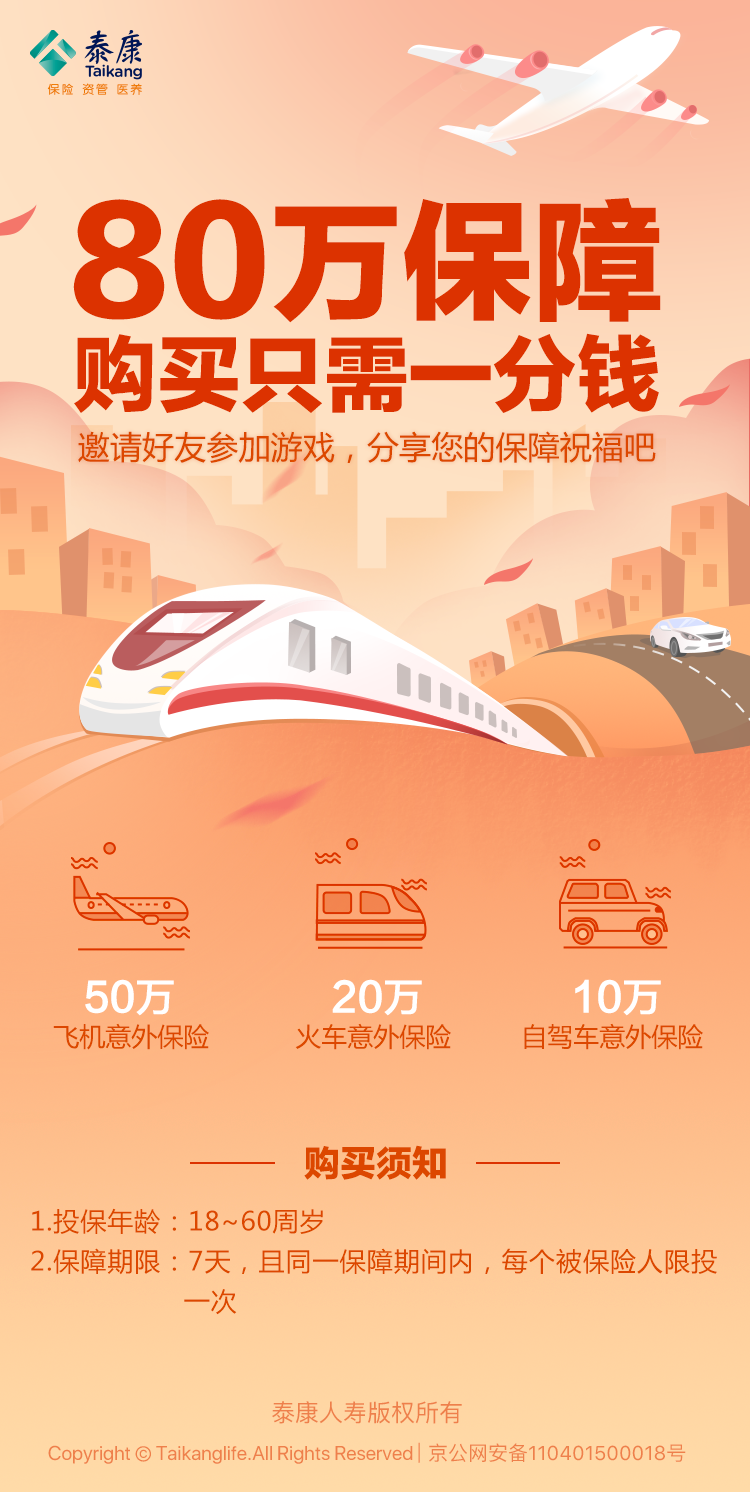 泰康
Taikang
保险 资管 医养
80万保障
购买只需一分钱
邀请好友参加游戏，分享您的保障祝福吧
50万
飞机意外保险
20万
火车意外保险
10万
自驾车意外保险
购买须知
1.投保年龄：18~60周岁
2.保障期限：7天，且同一保障期间内，每个被保险人限投
一次
泰康人寿版权所有
Copyright © Taikanglife.All Rights Reserved | 京公网安备110401500018号